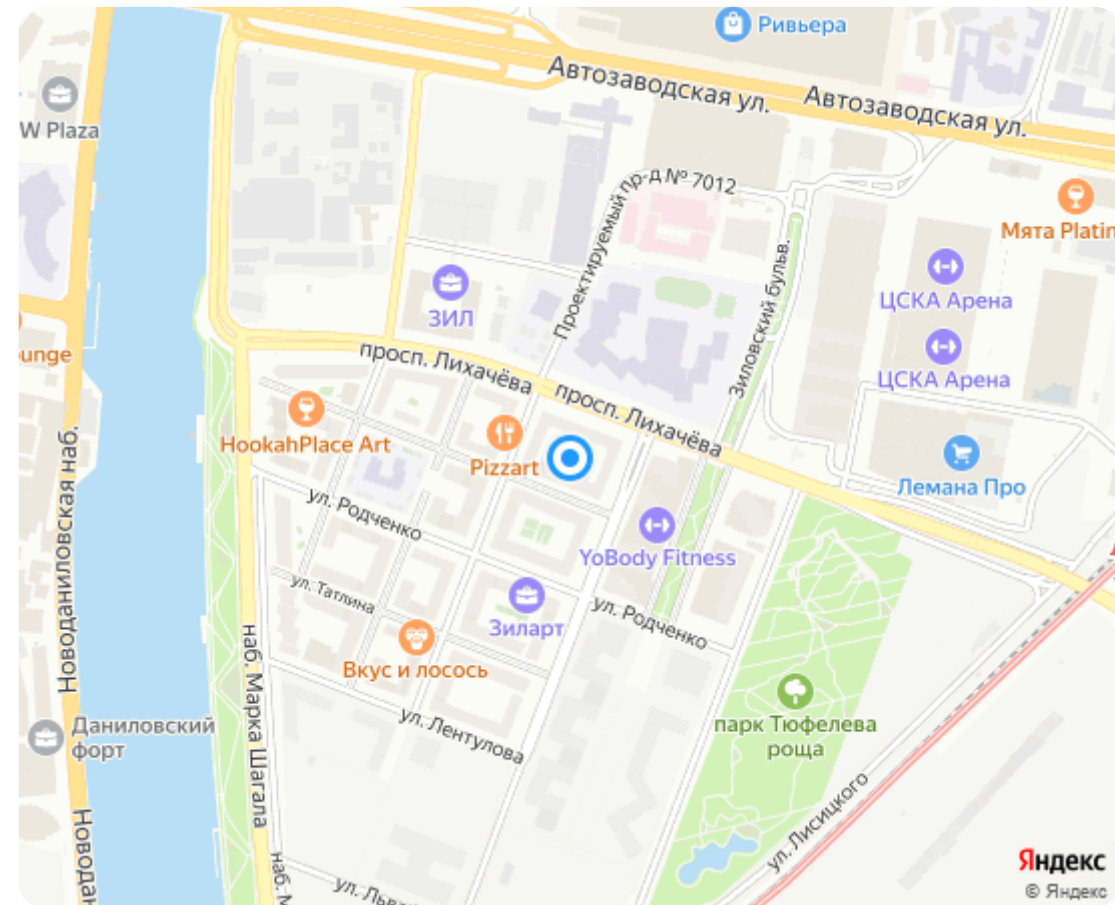 Ривьера
Автозаводская ул.
Автозаводская ул.
W Plaza
Проектируемый пр-д № 7012
Мята Platin
ЦСКА Арена
ЗИЛ
Зиловский бульв.
ЦСКА Арена
ounge
просп. Лихачёва
просп. Лихачёва
HookahPlace Art
Pizzart
Лемана Про
Новоданиловская наб.
ул. Родченко
YoBody Fitness
ул. Татлина
Зиларт
ул. Родченко
Вкус и лосось
наб. Марка Шагала
парк Тюфелева
роща
Даниловский
форт
ул. Лентулова
ул. Лисицкого
Новодан
наб. М
ул. Льва
Яндекс
© Яндекс